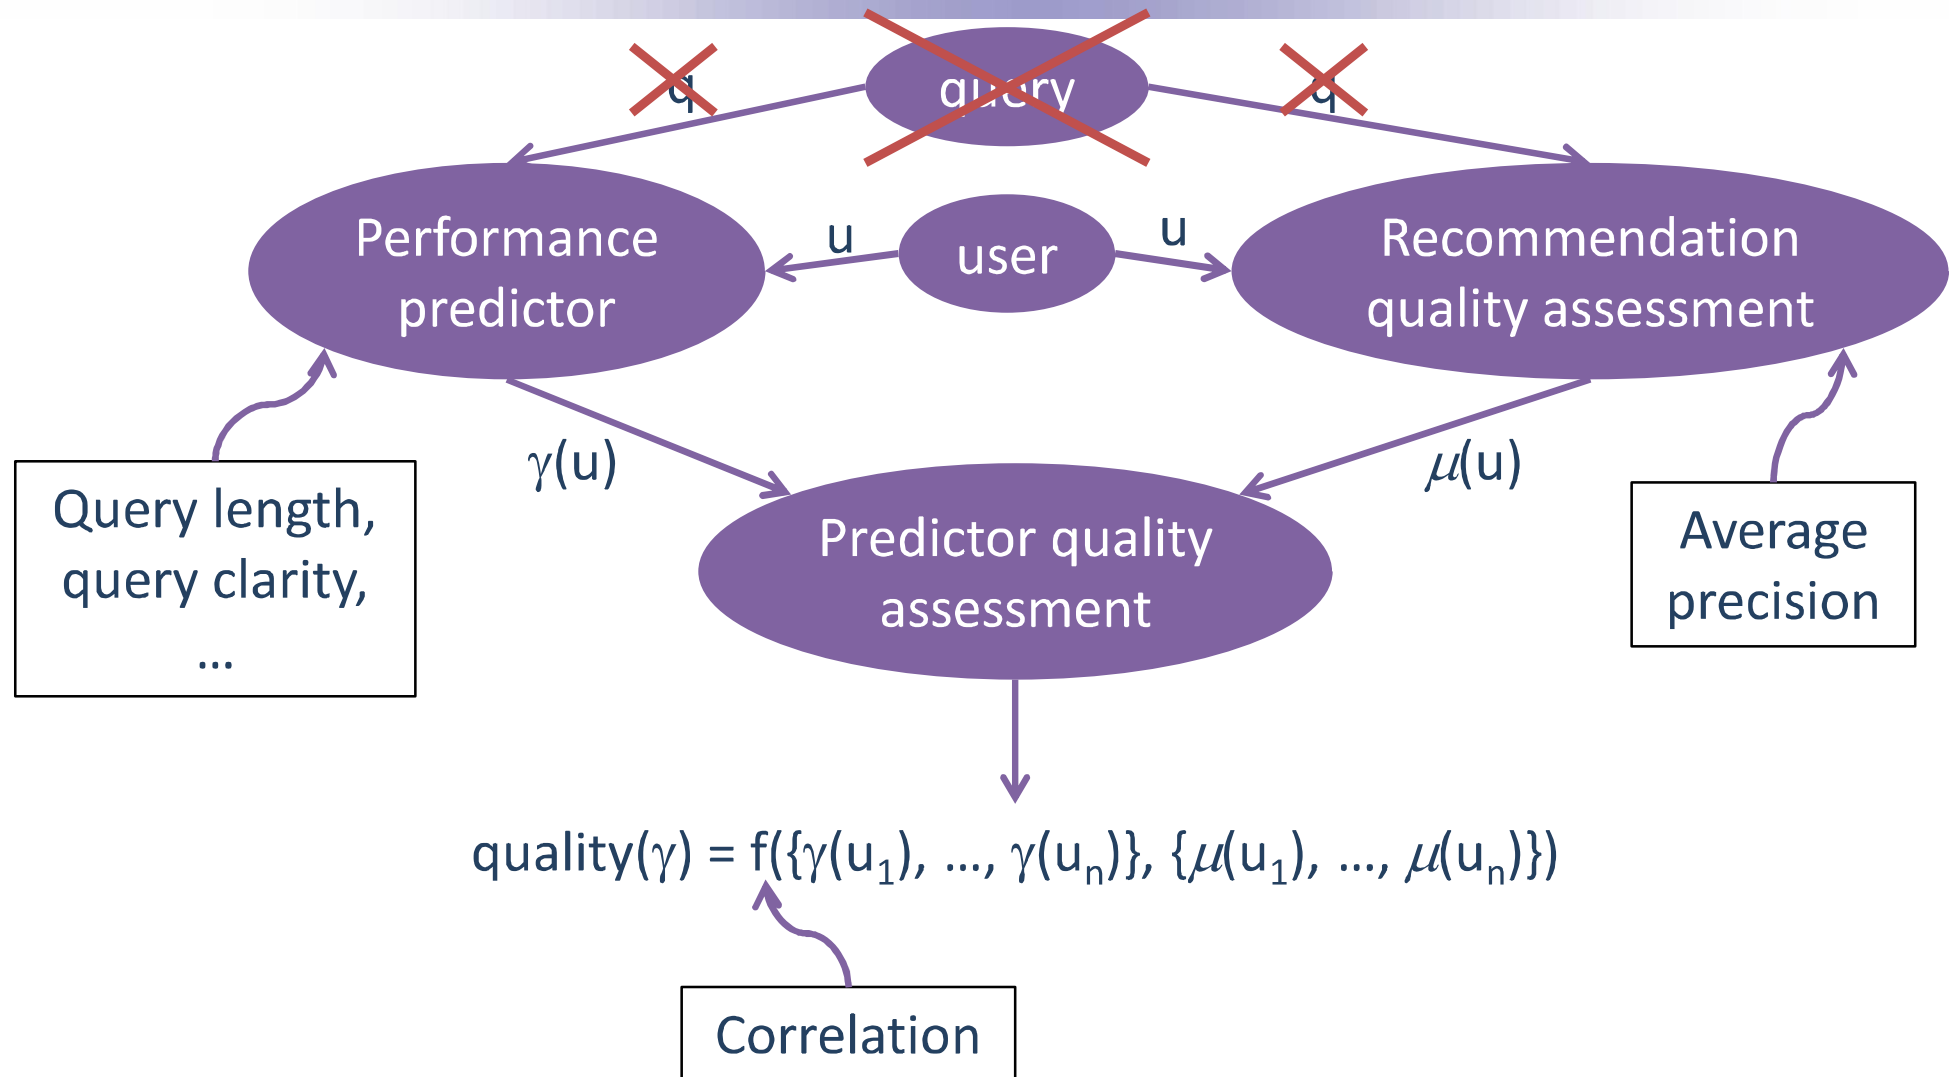 query
q
q
Performance
predictor
u
user
u
Recommendation
quality assessment
γ(u)
μ(u)
Query length,
query clarity,
...
Predictor quality
assessment
Average
precision
quality(γ) = f({γ(u₁), ..., γ(uₙ)}, {μ(u₁), ..., μ(uₙ)})
Correlation